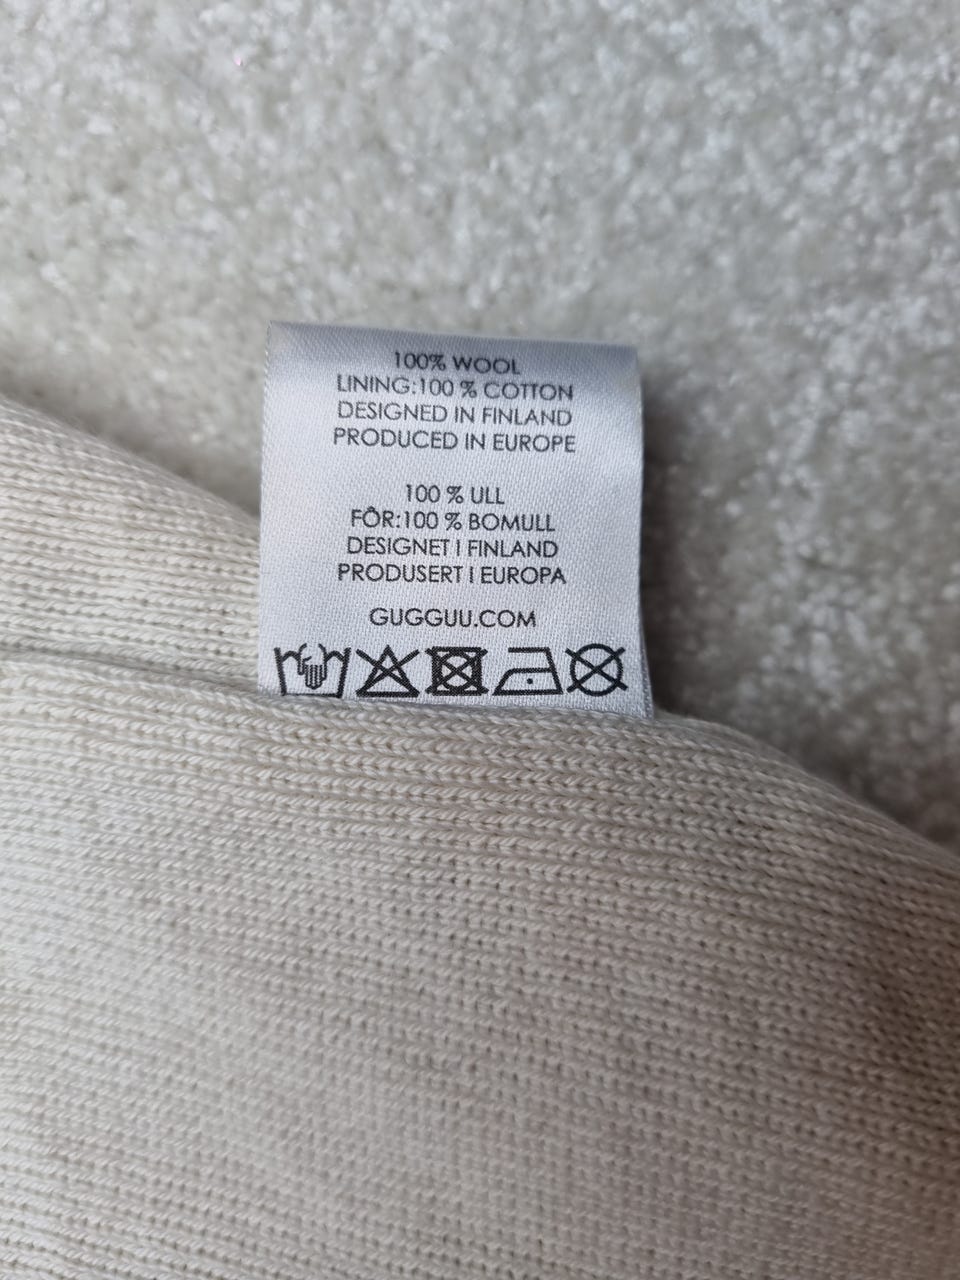 100% WOOL
LINING:100 % COTTON
DESIGNED IN FINLAND
PRODUCED IN EUROPE
100 % ULL
FÔR:100 % BOMULL
DESIGNET I FINLAND
PRODUSERT I EUROPA
GUGGUU.COM